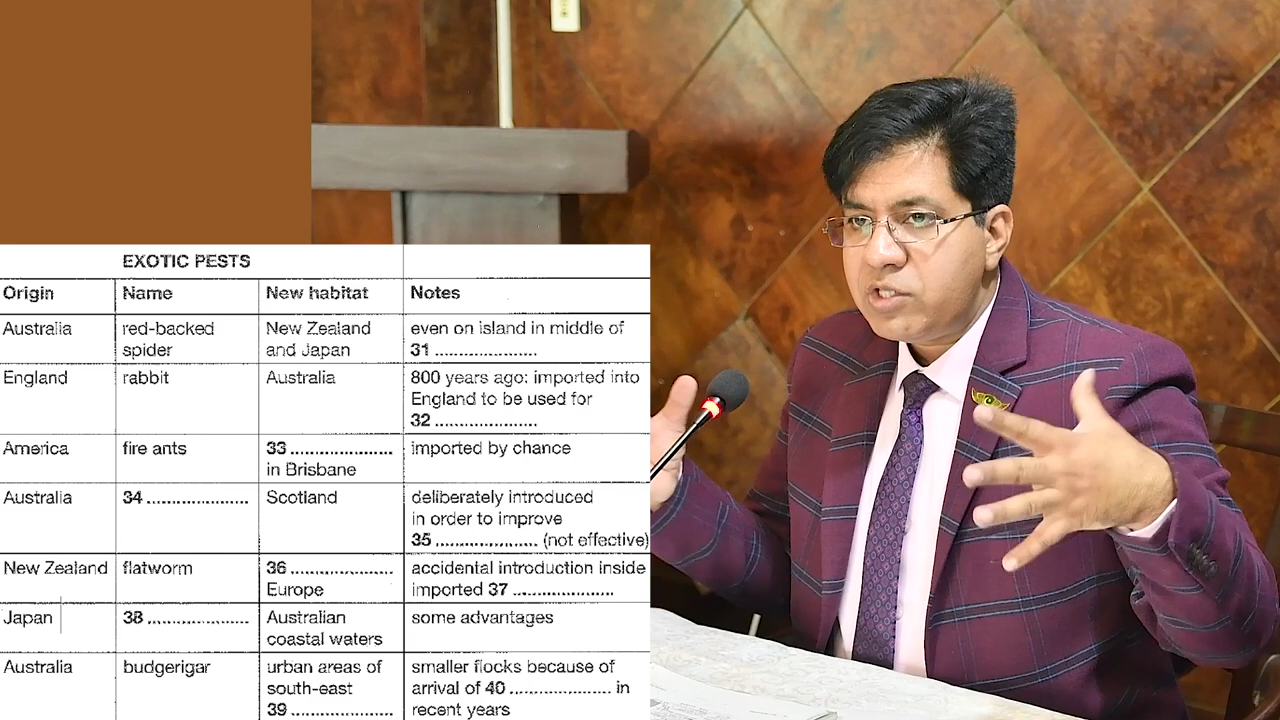 EXOTIC PESTS
Origin Name New habitat Notes
Australia red-backed spider New Zealand and Japan even on island in middle of 31 ....................
England rabbit Australia 800 years ago: imported into England to be used for 32 ....................
America fire ants 33 .................... in Brisbane imported by chance
Australia 34 .................... Scotland deliberately introduced in order to improve 35 .................... (not effective)
New Zealand flatworm 36 .................... Europe accidental introduction inside imported 37 ....................
Japan 38 .................... Australian coastal waters some advantages
Australia budgerigar urban areas of south-east 39 .................... smaller flocks because of arrival of 40 .................... in recent years